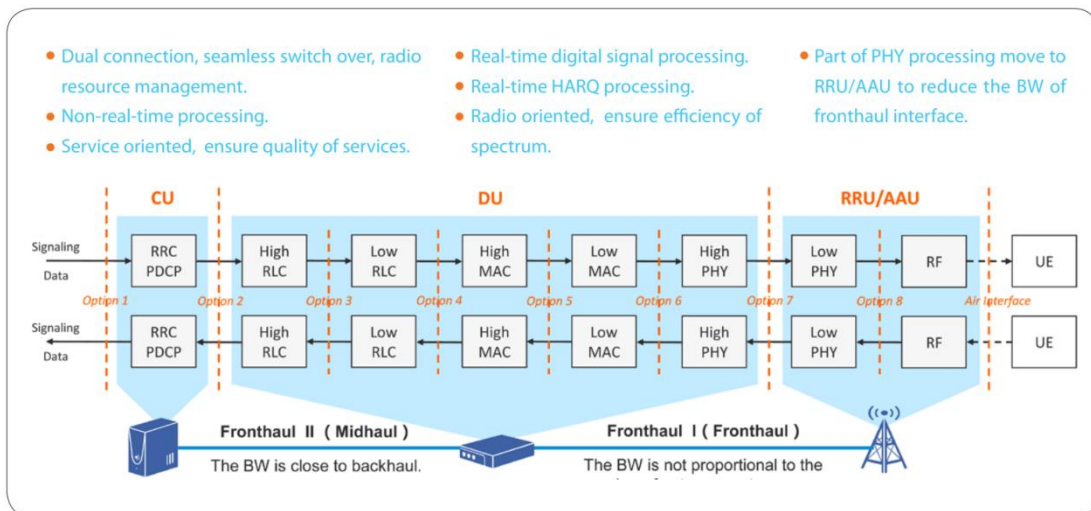 • Dual connection, seamless switch over, radio
resource management.
• Non-real-time processing.
• Service oriented, ensure quality of services.
• Real-time digital signal processing.
• Real-time HARQ processing.
• Radio oriented, ensure efficiency of
spectrum.
• Part of PHY processing move to
RRU/AAU to reduce the BW of
fronthaul interface.
CU
DU
RRU/AAU
Signaling
Data
RRC
PDCP
High
RLC
Low
RLC
High
MAC
Low
MAC
High
PHY
Low
PHY
RF
UE
Option 1
Option 2
Option 3
Option 4
Option 5
Option 6
Option 7
Option 8
Air Interface
Signaling
Data
RRC
PDCP
High
RLC
Low
RLC
High
MAC
Low
MAC
High
PHY
Low
PHY
RF
UE
Fronthaul II ( Midhaul )
The BW is close to backhaul.
Fronthaul I ( Fronthaul )
The BW is not proportional to the